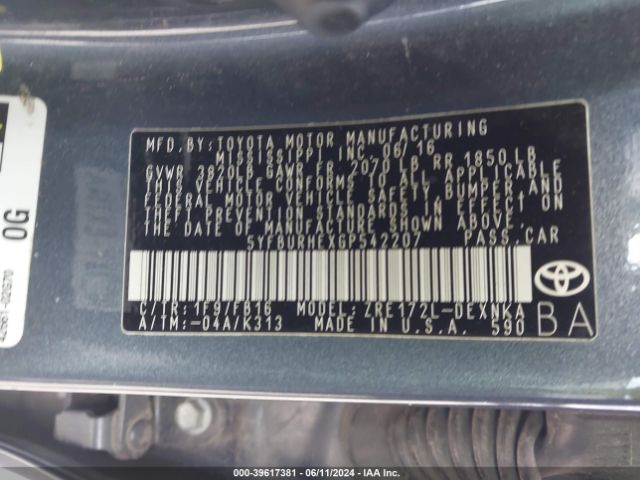 MFD.BY:TOYOTA MOTOR MANUFACTURING
MISSISSIPPI INC.06/16
GVWR 3820LB GAWR FR 2070LB RR 1850LB
THIS VEHICLE CONFORMS TO ALL APPLICABLE
FEDERAL MOTOR VEHICLE SAFETY, BUMPER, AND
THEFT PREVENTION STANDARDS IN EFFECT ON
THE DATE OF MANUFACTURE SHOWN ABOVE.
5YFBURHEXGP542207 PASS.CAR
C/TR:1F9/FB16 MODEL:ZRE172L-DEXNKA
A/TM:-04A/K313 MADE IN U.S.A. 590
BA
0G
000-39617381 - 06/11/2024 - IAAI.com